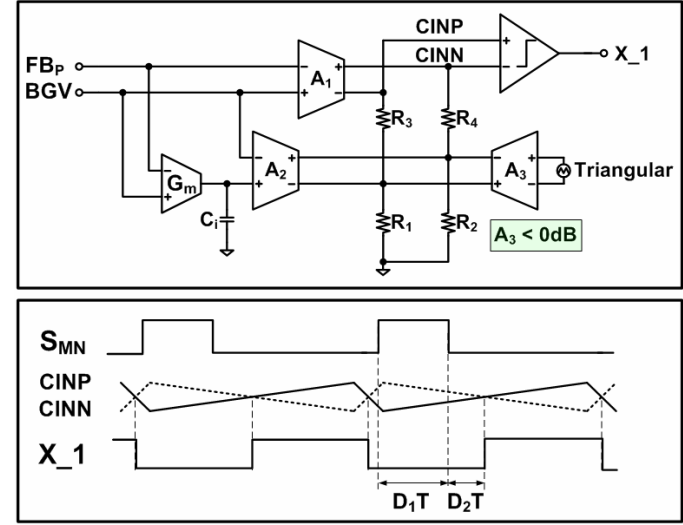 CINP
FBP
CINN
X_1
A1
BGV
R3
R4
A2
A3
Triangular
Gm
Ci
R1
R2
A3 < 0dB
SMN
CINP
CINN
X_1
D1T
D2T